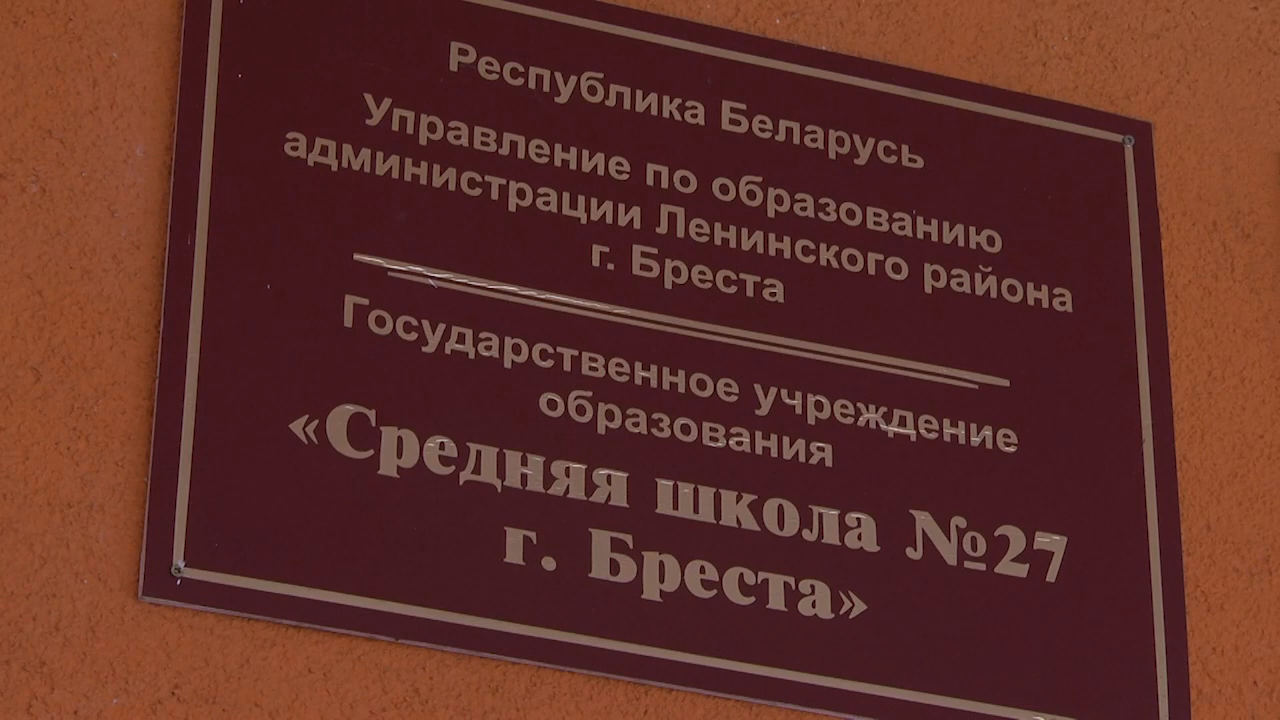 Республика Беларусь
Управление по образованию
администрации Ленинского района
г. Бреста
Государственное учреждение
образования
«Средняя школа №27
г. Бреста»